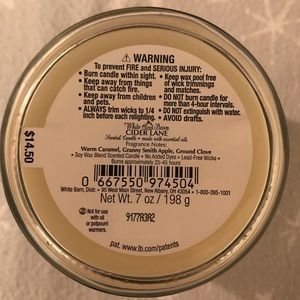 ⚠ WARNING
To prevent FIRE and SERIOUS INJURY:
• Burn candle within sight.
• Keep away from things
that can catch fire.
• Keep away from children
and pets.
• ALWAYS trim wicks to 1/4
inch before each relighting.
• Keep wax pool free
of wick trimmings
and matches.
• DO NOT burn candle for
more than 4-hour intervals.
• DO NOT extinguish
with water.
• AVOID drafts.
White Barn
CIDER LANE
Scented Candle • made with essential oils
Fragrance Notes:
Warm Caramel, Granny Smith Apple, Ground Clove
• Soy Wax Blend Scented Candle • No Added Dyes • Lead-Free Wicks •
Burns approximately 25-45 hours
0 667550 974504
Net Wt. 7 oz / 198 g
White Barn, Distr. • 95 West Main Street, New Albany, OH 43054 • 1-800-395-1001
Not for use with
oil or
potpourri
warmers.
9177A3A2
pat. www.lb.com/patents
$14.50